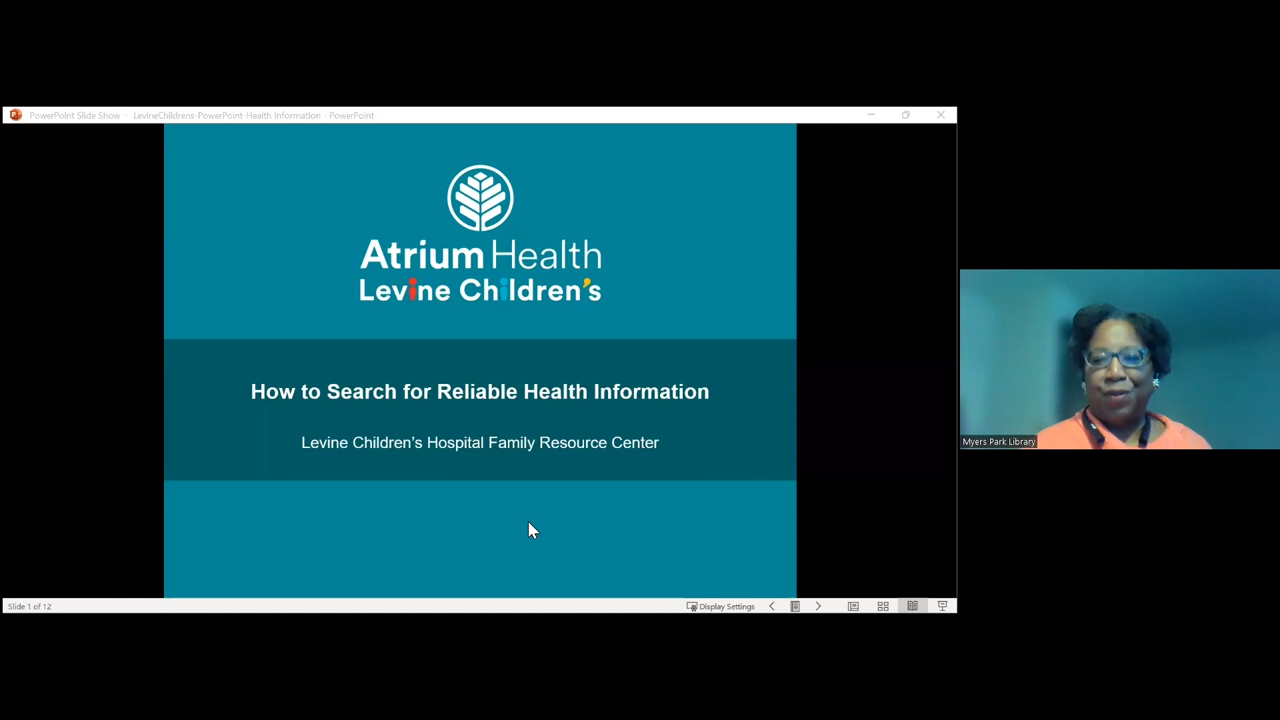 PowerPoint Slide Show - LevineChildrens-PowerPoint-Health Information - PowerPoint
Atrium Health
Levine Children's
How to Search for Reliable Health Information
Levine Children's Hospital Family Resource Center
Myers Park Library
Slide 1 of 12
Display Settings